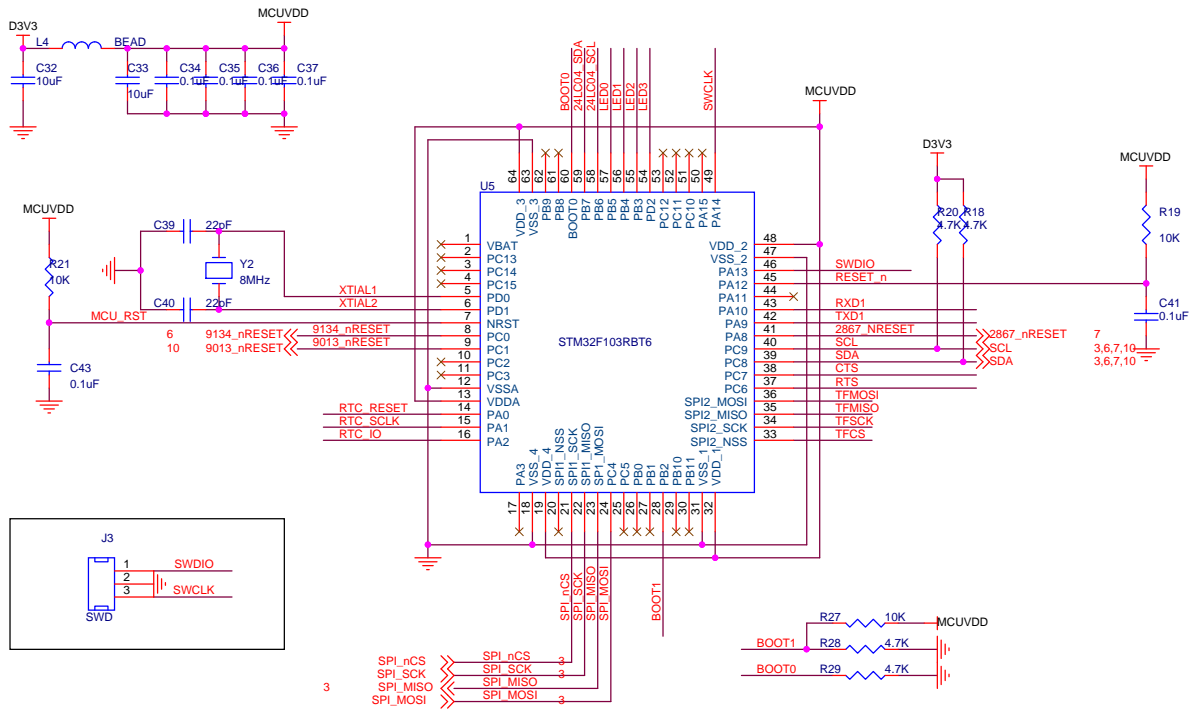 D3V3
L4
BEAD
MCUVDD
C32
10uF
C33
10uF
C34
0.1uF
C35
0.1uF
C36
0.1uF
C37
0.1uF
BOOT0
24LC04_SDA
24LC04_SCL
LED0
LED1
LED2
LED3
SWCLK
MCUVDD
64
63
62
61
60
59
58
57
56
55
54
53
52
51
50
49
U5
VDD_3
VSS_3
PB9
PB8
BOOT0
PB7
PB6
PB5
PB4
PB3
PD2
PC12
PC11
PC10
PA15
PA14
D3V3
R20
4.7K
R18
4.7K
MCUVDD
R19
10K
C41
0.1uF
MCUVDD
R21
10K
MCU_RST
C43
0.1uF
C39
22pF
Y2
8MHz
C40
22pF
XTIAL1
XTIAL2
6 9134_nRESET 9134_nRESET
10 9013_nRESET 9013_nRESET
RTC_RESET
RTC_SCLK
RTC_IO
1 VBAT
2 PC13
3 PC14
4 PC15
5 PD0
6 PD1
7 NRST
8 PC0
9 PC1
10 PC2
11 PC3
12 VSSA
13 VDDA
14 PA0
15 PA1
16 PA2
STM32F103RBT6
VDD_2 48
VSS_2 47
PA13 46 SWDIO
PA12 45 RESET_n
PA11 44
PA10 43 RXD1
PA9 42 TXD1
PA8 41 2867_NRESET 2867_nRESET 7
PC9 40 SCL SCL 3,6,7,10
PC8 39 SDA SDA 3,6,7,10
PC7 38 CTS
PC6 37 RTS
SPI2_MOSI 36 TFMOSI
SPI2_MISO 35 TFMISO
SPI2_SCK 34 TFSCK
SPI2_NSS 33 TFCS
PA3
VSS_4
VDD_4
SPI1_NSS
SPI1_SCK
SPI1_MISO
SP1_MOSI
PC4
PC5
PB0
PB1
PB2
PB10
PB11
VSS_1
VDD_1
17
18
19
20
21
22
23
24
25
26
27
28
29
30
31
32
SPI_nCS
SPI_SCK
SPI_MISO
SPI_MOSI
BOOT1
J3
1 SWDIO
2
3 SWCLK
SWD
SPI_nCS SPI_nCS 3
SPI_SCK SPI_SCK 3
3 SPI_MISO SPI_MISO
SPI_MOSI SPI_MOSI 3
R27 10K MCUVDD
BOOT1 R28 4.7K
BOOT0 R29 4.7K